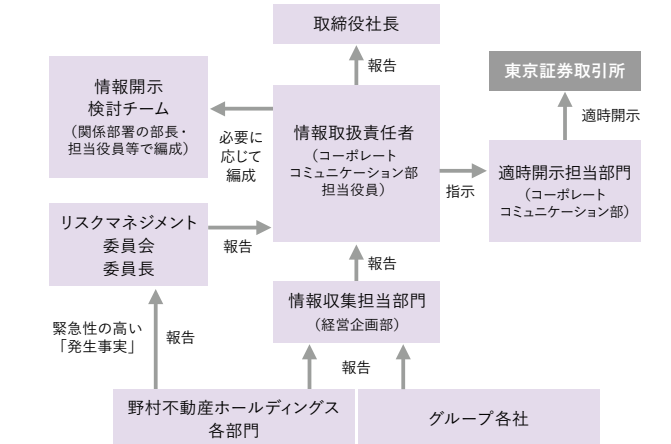 取締役社長
報告
情報開示
検討チーム
（関係部署の部長・
担当役員等で編成）
必要に
応じて
編成
情報取扱責任者
（コーポレート
コミュニケーション部
担当役員）
指示
東京証券取引所
適時開示
適時開示担当部門
（コーポレート
コミュニケーション部）
リスクマネジメント
委員会
委員長
報告
報告
情報収集担当部門
（経営企画部）
緊急性の高い
「発生事実」
報告
報告
野村不動産ホールディングス
各部門
グループ各社